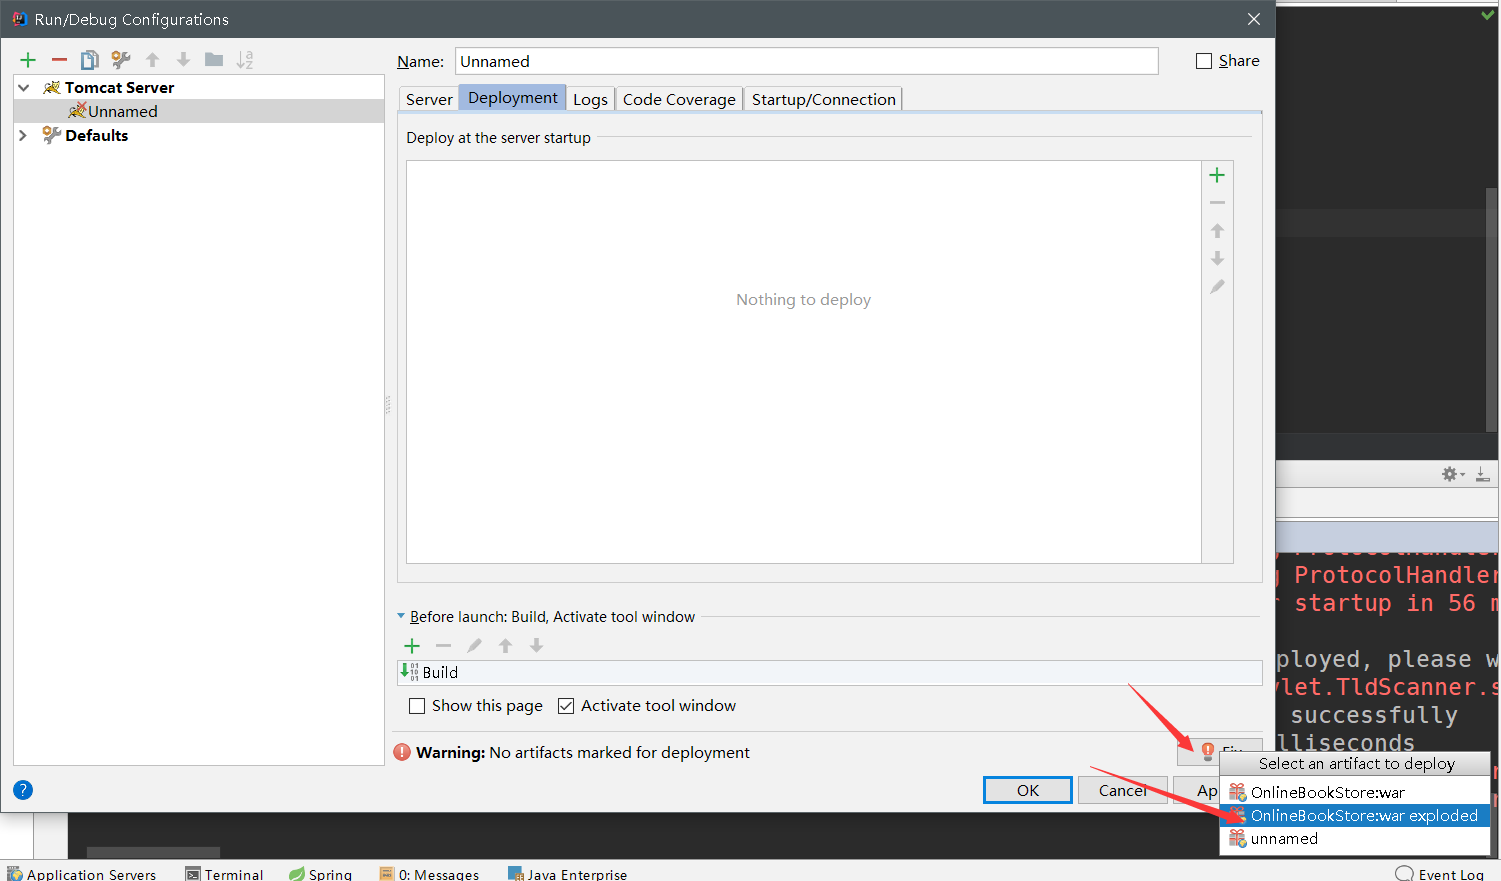 Run/Debug Configurations
Name: Unnamed
Share
Tomcat Server
Unnamed
Defaults
Server Deployment Logs Code Coverage Startup/Connection
Deploy at the server startup
Nothing to deploy
Before launch: Build, Activate tool window
Build
Show this page Activate tool window
Warning: No artifacts marked for deployment
OK Cancel Ap
Select an artifact to deploy
OnlineBookStore:war
OnlineBookStore:war exploded
unnamed
ProtocolHandler
startup in 56 m
ployed, please w
let.TldScanner.s
successfully
lliseconds
Application Servers Terminal Spring 0: Messages Java Enterprise Event Log